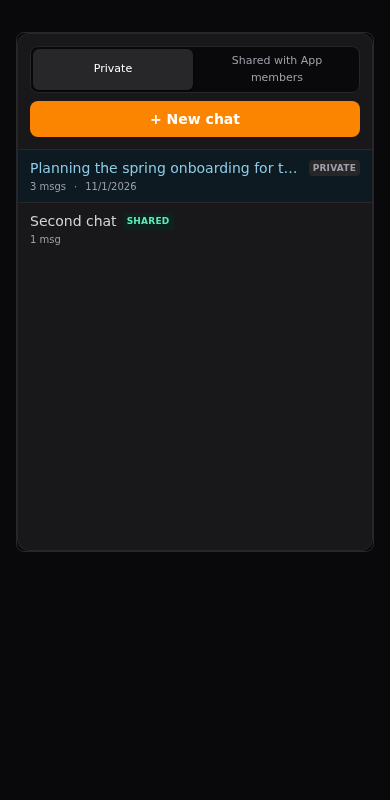 Private
Shared with App
members
+ New chat
Planning the spring onboarding for t… PRIVATE
3 msgs · 11/1/2026
Second chat SHARED
1 msg